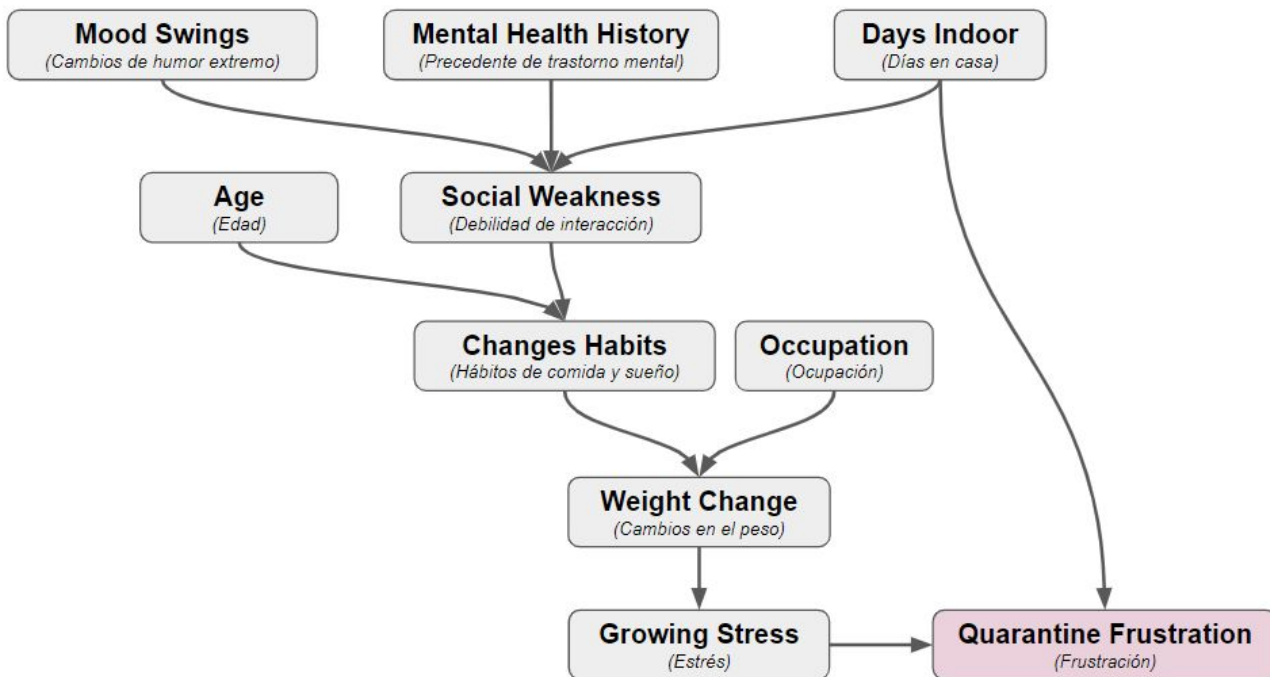 Mood Swings
(Cambios de humor extremo)
Mental Health History
(Precedente de trastorno mental)
Days Indoor
(Días en casa)
Age
(Edad)
Social Weakness
(Debilidad de interacción)
Changes Habits
(Hábitos de comida y sueño)
Occupation
(Ocupación)
Weight Change
(Cambios en el peso)
Growing Stress
(Estrés)
Quarantine Frustration
(Frustración)